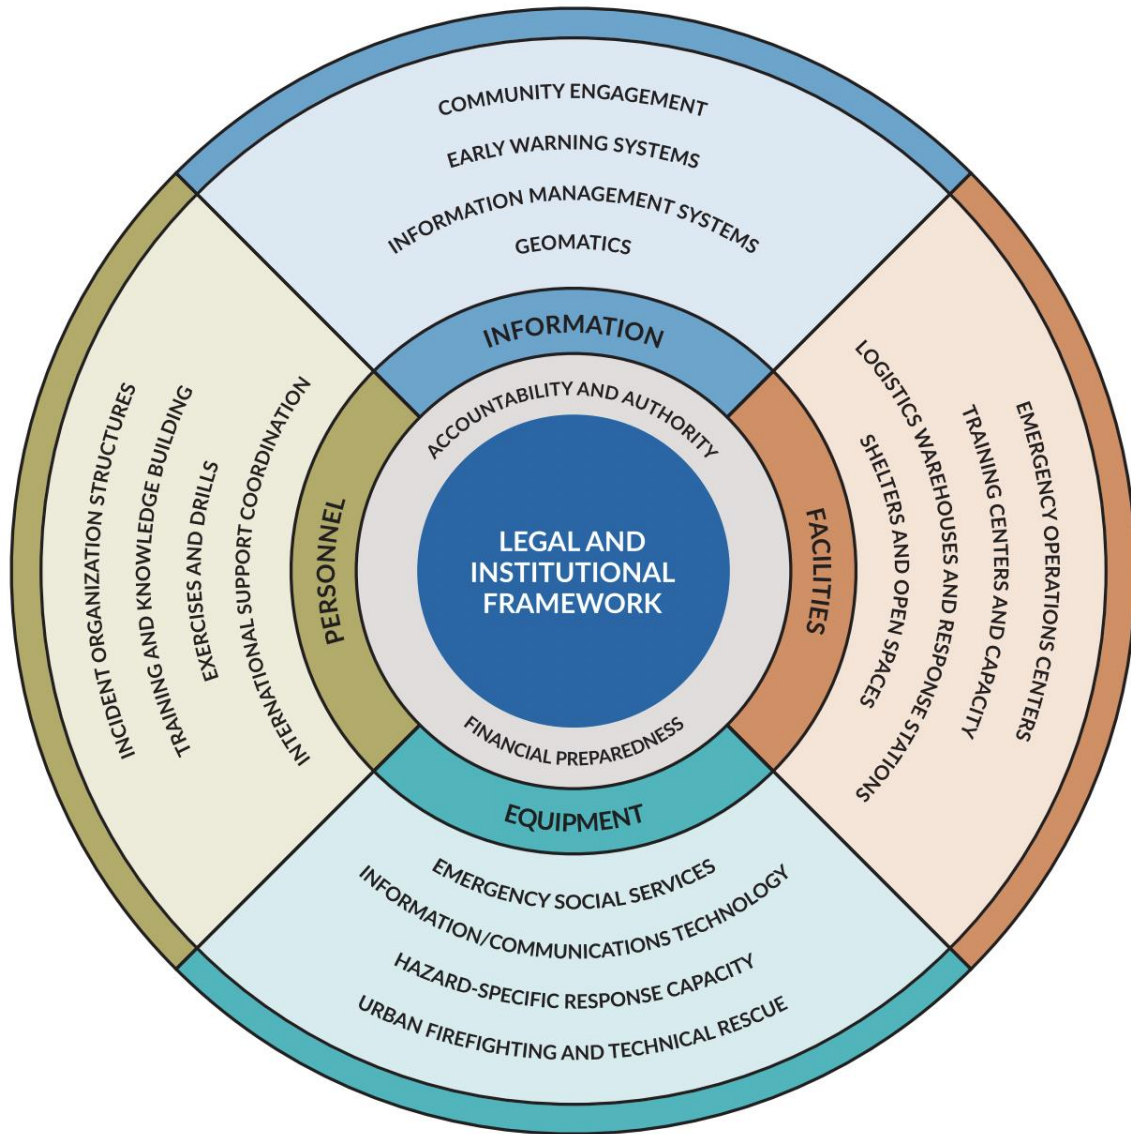 COMMUNITY ENGAGEMENT
EARLY WARNING SYSTEMS
INFORMATION MANAGEMENT SYSTEMS
GEOMATICS
INFORMATION
ACCOUNTABILITY AND AUTHORITY
LEGAL AND
INSTITUTIONAL
FRAMEWORK
FINANCIAL PREPAREDNESS
PERSONNEL
INCIDENT ORGANIZATION STRUCTURES
TRAINING AND KNOWLEDGE BUILDING
EXERCISES AND DRILLS
INTERNATIONAL SUPPORT COORDINATION
FACILITIES
EMERGENCY OPERATIONS CENTERS
TRAINING CENTERS AND CAPACITY
LOGISTICS WAREHOUSES AND RESPONSE STATIONS
SHELTERS AND OPEN SPACES
EQUIPMENT
EMERGENCY SOCIAL SERVICES
INFORMATION/COMMUNICATIONS TECHNOLOGY
HAZARD-SPECIFIC RESPONSE CAPACITY
URBAN FIREFIGHTING AND TECHNICAL RESCUE